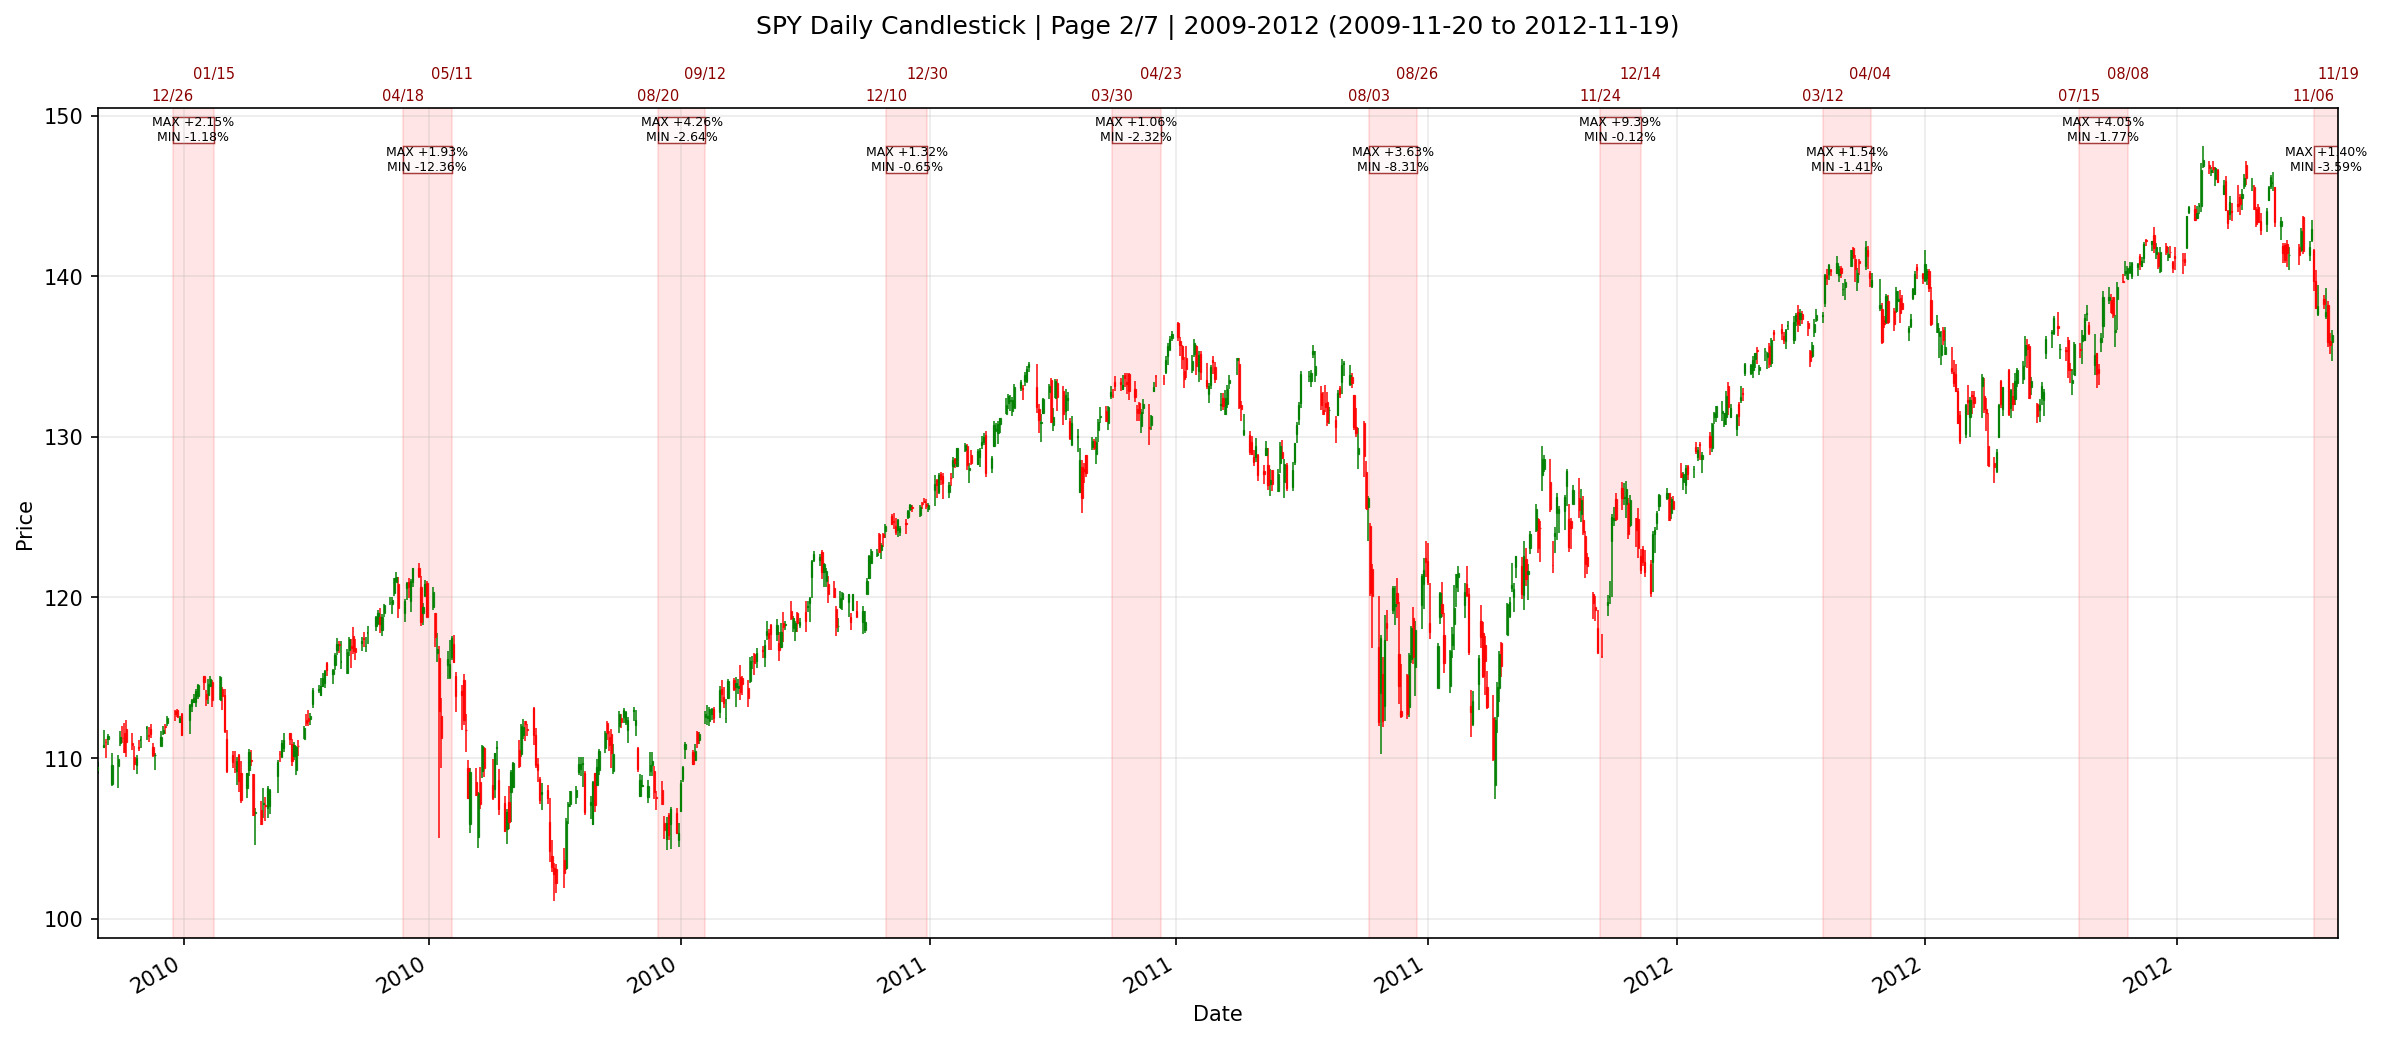 SPY Daily Candlestick | Page 2/7 | 2009-2012 (2009-11-20 to 2012-11-19)
01/15 05/11 09/12 12/30 04/23 08/26 12/14 04/04 08/08 11/19
12/26 04/18 08/20 12/10 03/30 08/03 11/24 03/12 07/15 11/06
MAX +2.15%
MIN -1.18%
MAX +1.93%
MIN -12.36%
MAX +4.26%
MIN -2.64%
MAX +1.32%
MIN -0.65%
MAX +1.06%
MIN -2.32%
MAX +3.63%
MIN -8.31%
MAX +9.39%
MIN -0.12%
MAX +1.54%
MIN -1.41%
MAX +4.05%
MIN -1.77%
MAX +1.40%
MIN -3.59%
150
140
130
120
110
100
Price
2010 2010 2010 2011 2011 2011 2012 2012 2012
Date